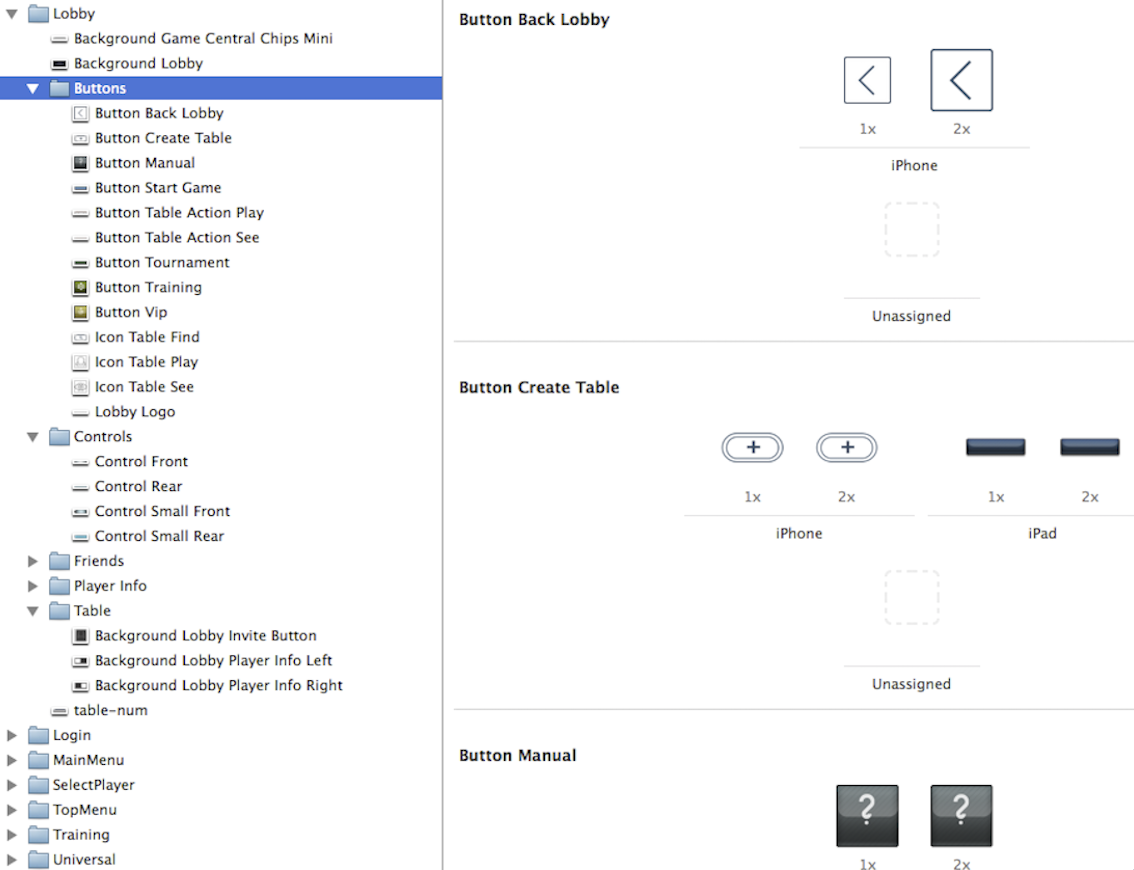 Lobby
Background Game Central Chips Mini
Background Lobby
Buttons
Button Back Lobby
Button Create Table
Button Manual
Button Start Game
Button Table Action Play
Button Table Action See
Button Tournament
Button Training
Button Vip
Icon Table Find
Icon Table Play
Icon Table See
Lobby Logo
Controls
Control Front
Control Rear
Control Small Front
Control Small Rear
Friends
Player Info
Table
Background Lobby Invite Button
Background Lobby Player Info Left
Background Lobby Player Info Right
table-num
Login
MainMenu
SelectPlayer
TopMenu
Training
Universal
Button Back Lobby
1x 2x
iPhone
Unassigned
Button Create Table
1x 2x 1x 2x
iPhone iPad
Unassigned
Button Manual
? ?
1x 2x